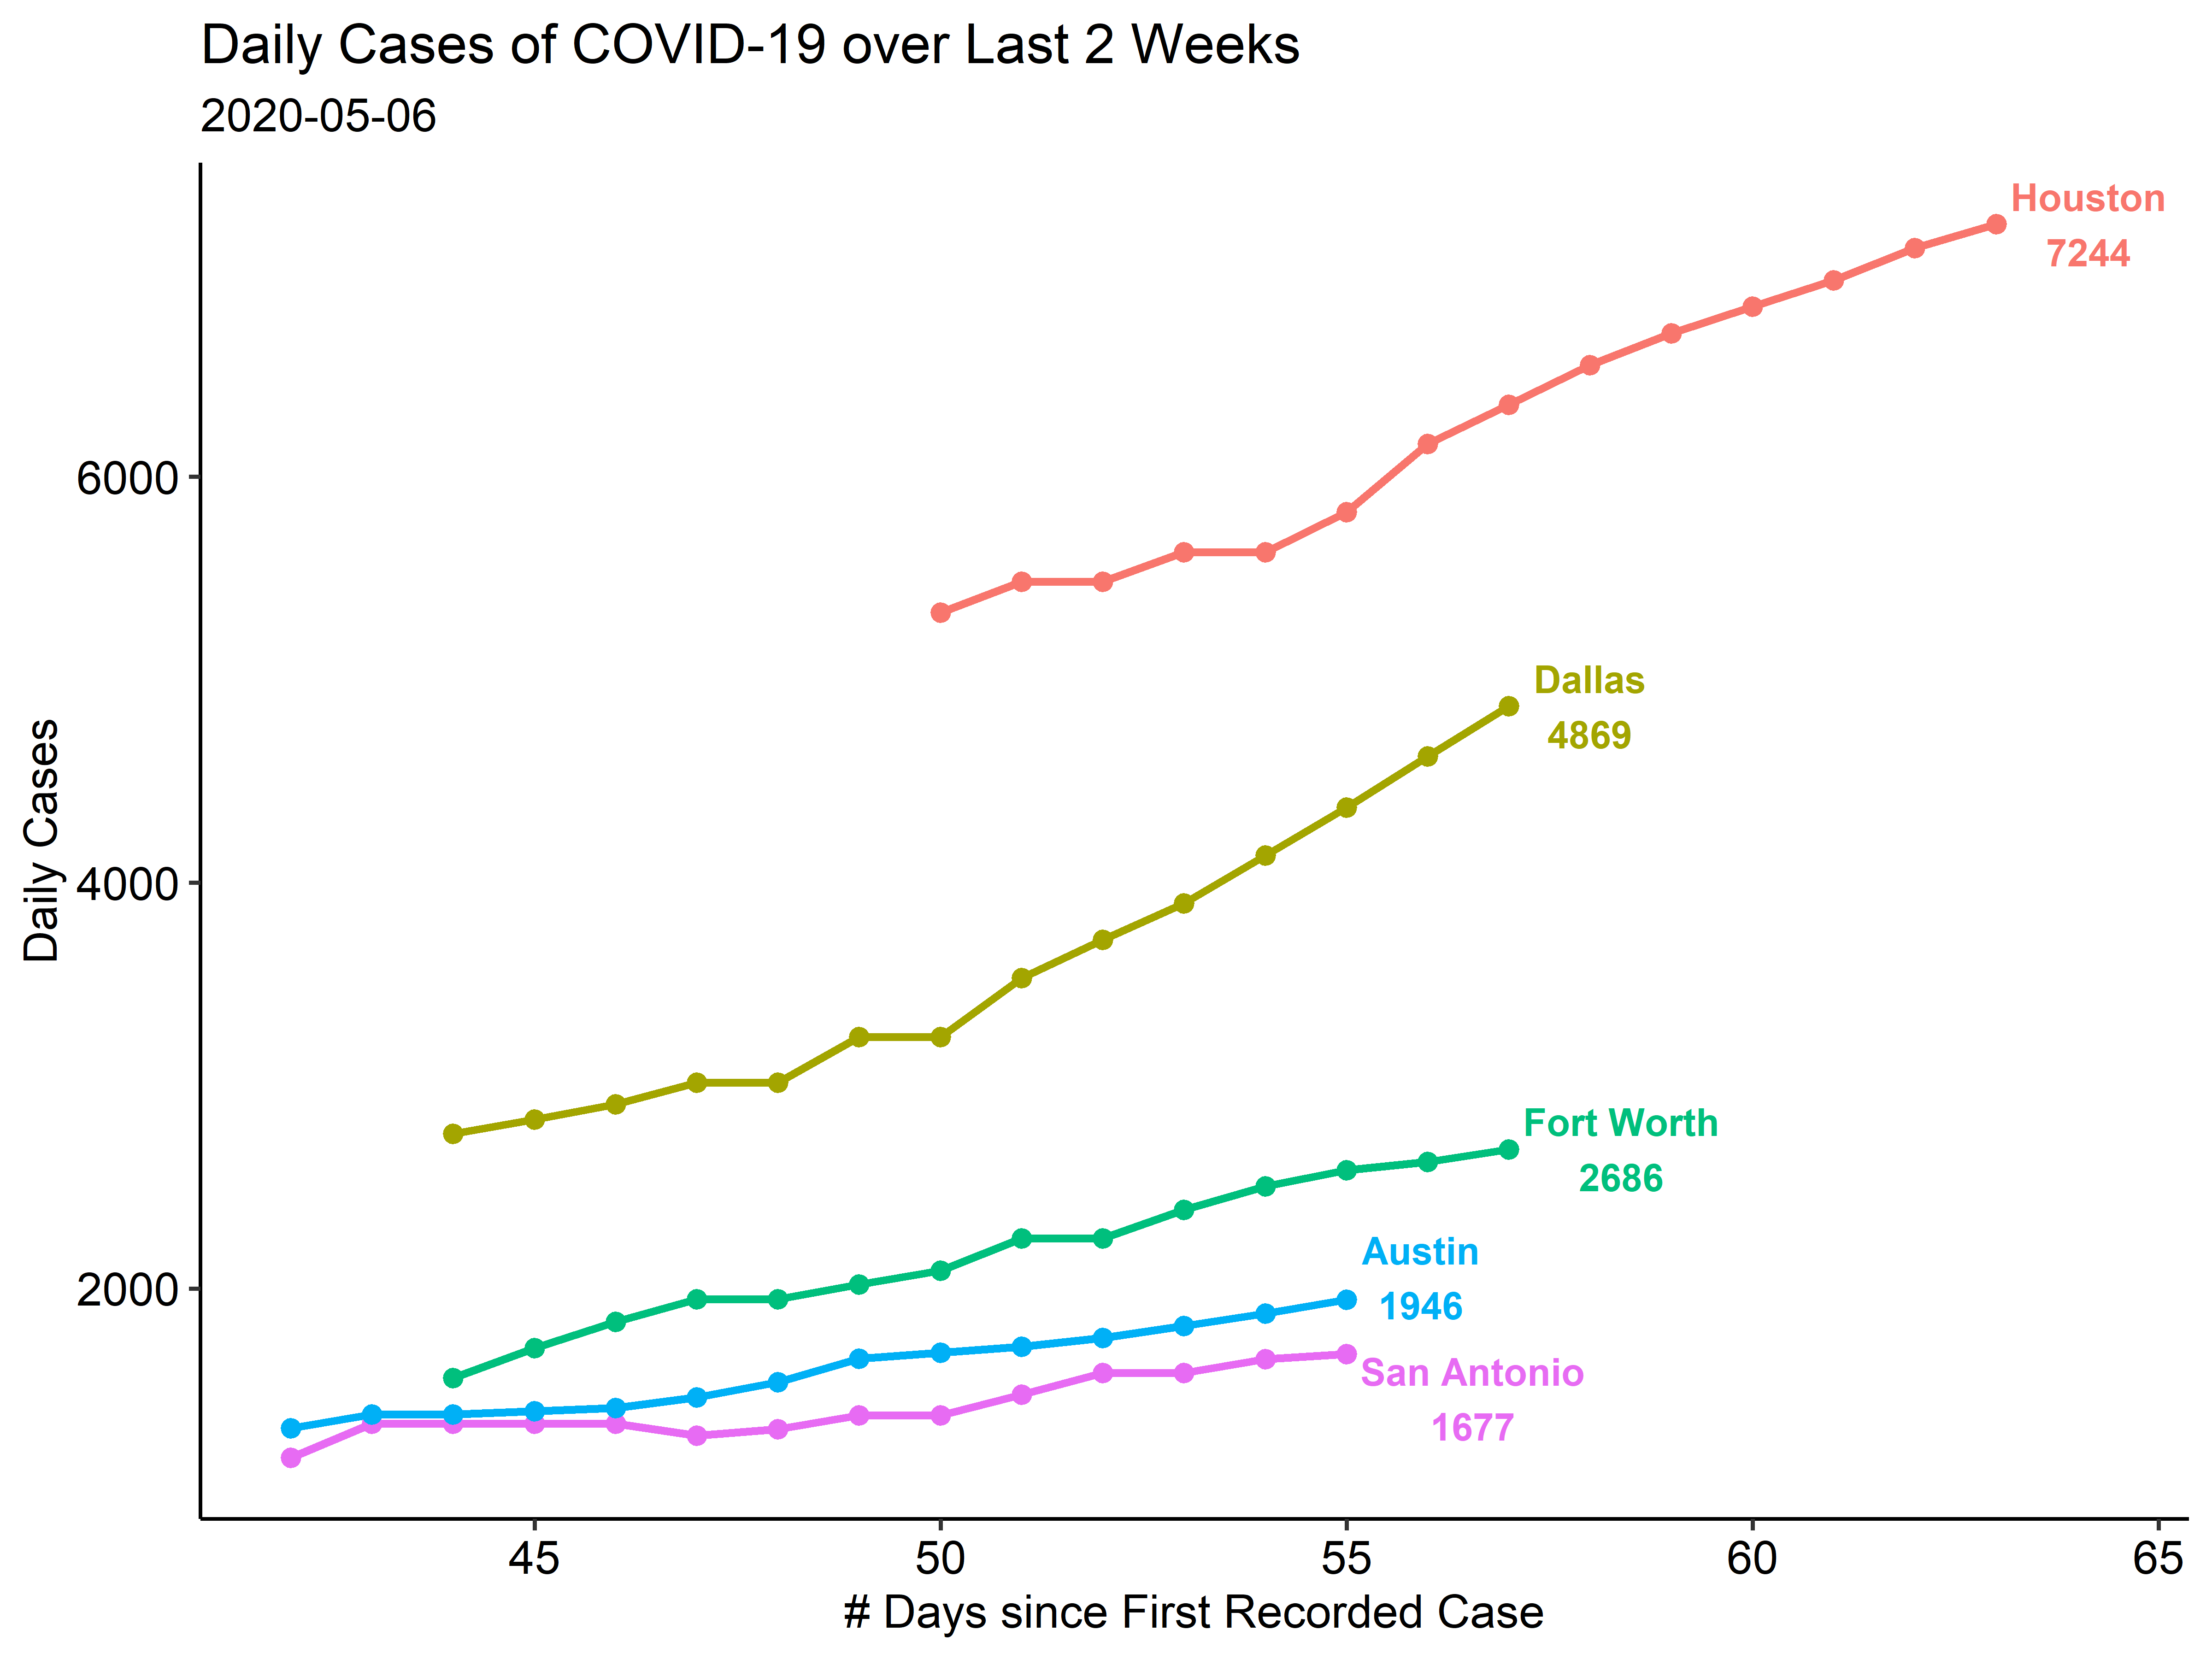 Daily Cases of COVID-19 over Last 2 Weeks
2020-05-06
Daily Cases
6000
4000
2000
Houston
7244
Dallas
4869
Fort Worth
2686
Austin
1946
San Antonio
1677
45
50
55
60
65
# Days since First Recorded Case